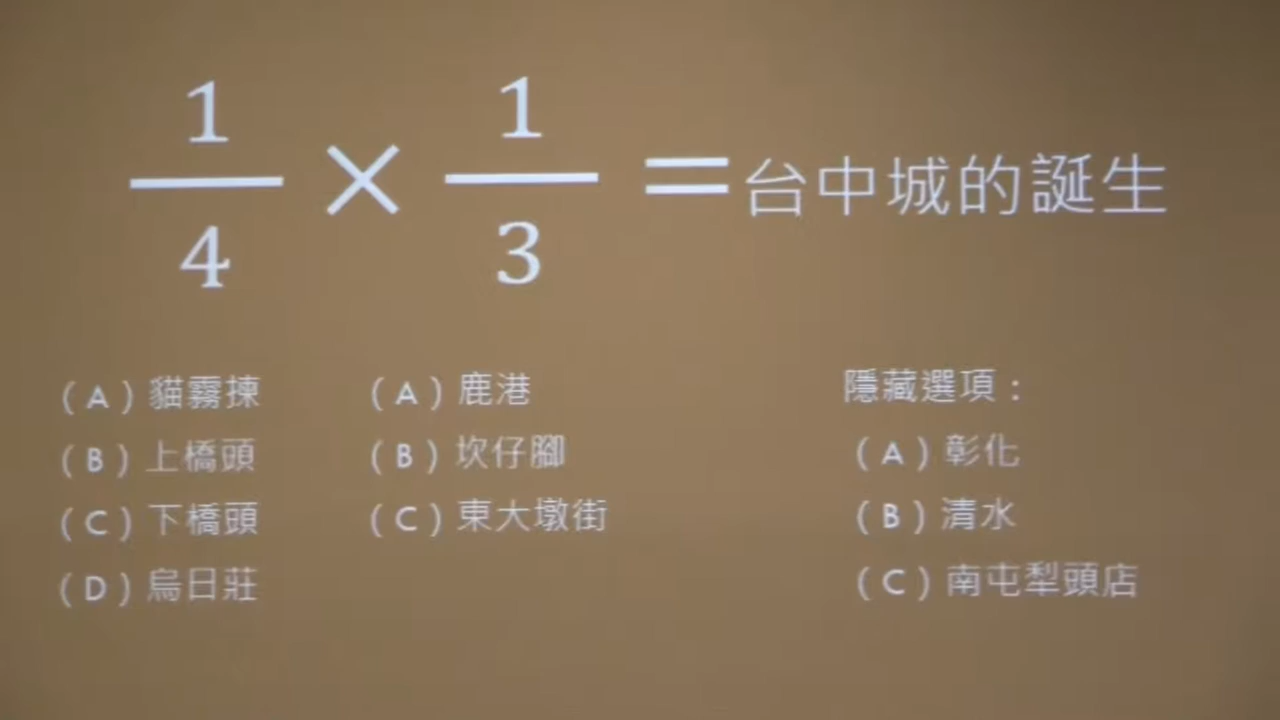 1/4 × 1/3 = 台中城的誕生
(A) 貓霧捒
(B) 上橋頭
(C) 下橋頭
(D) 烏日莊
(A) 鹿港
(B) 坎仔腳
(C) 東大墩街
隱藏選項：
(A) 彰化
(B) 清水
(C) 南屯犁頭店